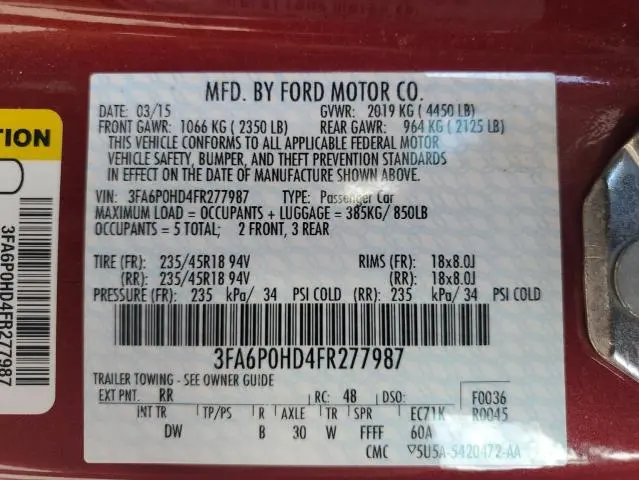 MFD. BY FORD MOTOR CO.
DATE: 03/15 GVWR: 2019 KG ( 4450 LB)
FRONT GAWR: 1066 KG ( 2350 LB) REAR GAWR: 964 KG ( 2125 LB)
THIS VEHICLE CONFORMS TO ALL APPLICABLE FEDERAL MOTOR
VEHICLE SAFETY, BUMPER, AND THEFT PREVENTION STANDARDS
IN EFFECT ON THE DATE OF MANUFACTURE SHOWN ABOVE.
VIN: 3FA6P0HD4FR277987 TYPE: Passenger Car
MAXIMUM LOAD = OCCUPANTS + LUGGAGE = 385KG/ 850LB
OCCUPANTS = 5 TOTAL; 2 FRONT, 3 REAR
TIRE (FR): 235/45R18 94V RIMS (FR): 18x8.0J
(RR): 235/45R18 94V (RR): 18x8.0J
PRESSURE (FR): 235 kPa/ 34 PSI COLD (RR): 235 kPa/ 34 PSI COLD
3FA6P0HD4FR277987
TRAILER TOWING - SEE OWNER GUIDE
EXT PNT: RR RC: 48 DSO: F0036
INT TR TP/PS R AXLE TR SPR EC71K R0045
DW B 30 W FFFF 60A
CMC ▽5U5A-5420472-AA
TION
3FA6P0HD4FR277987